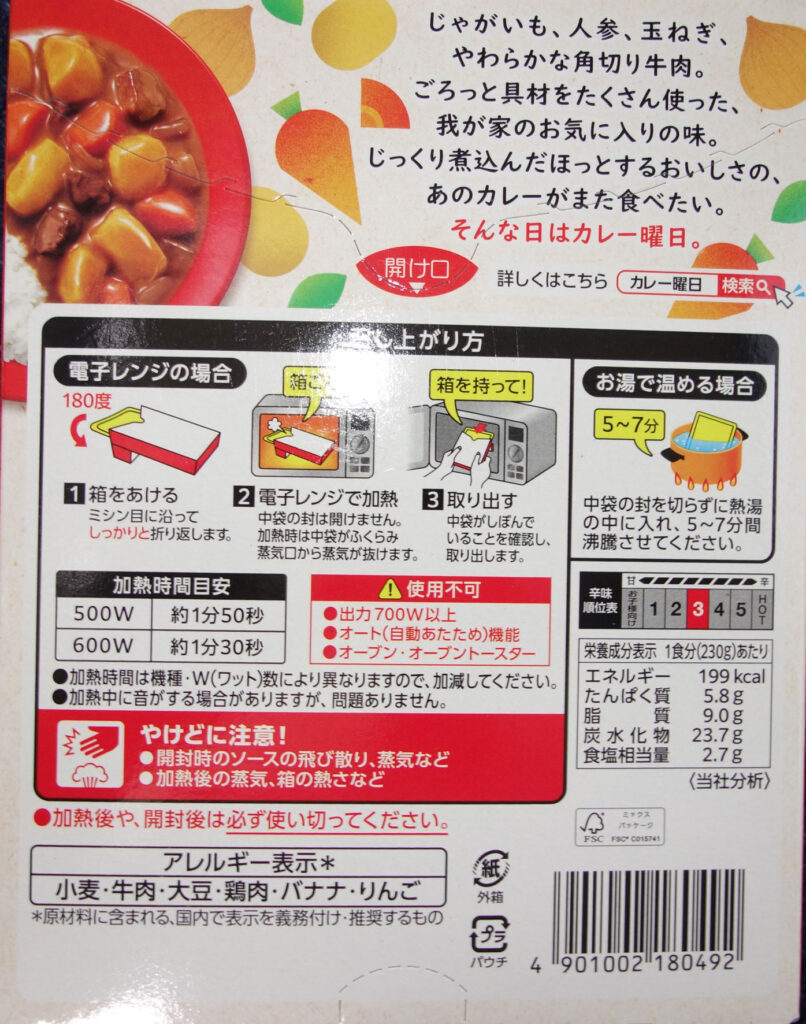 じゃがいも、人参、玉ねぎ、
やわらかな角切り牛肉。
ごろっと具材をたくさん使った、
我が家のお気に入りの味。
じっくり煮込んだほっとするおいしさの、
あのカレーがまた食べたい。
そんな日はカレー曜日。
開け口
詳しくはこちら カレー曜日 検索
し上がり方
電子レンジの場合
180度
箱ご
箱を持って!
1 箱をあける
ミシン目に沿って
しっかりと折り返します。
2 電子レンジで加熱
中袋の封は開けません。
加熱時は中袋がふくらみ
蒸気口から蒸気が抜けます。
3 取り出す
中袋がしぼんで
いることを確認し、
取り出します。
お湯で温める場合
5~7分
中袋の封を切らずに熱湯
の中に入れ、5~7分間
沸騰させてください。
加熱時間目安
500W 約1分50秒
600W 約1分30秒
使用不可
●出力700W以上
●オート(自動あたため)機能
●オーブン・オーブントースター
●加熱時間は機種・W(ワット)数により異なりますので、加減してください。
●加熱中に音がする場合がありますが、問題ありません。
やけどに注意!
●開封時のソースの飛び散り、蒸気など
●加熱後の蒸気、箱の熱さなど
辛味
順位表
甘 辛
お子様向け 1 2 3 4 5 HOT
栄養成分表示 1食分(230g)あたり
エネルギー 199kcal
たんぱく質 5.8g
脂質 9.0g
炭水化物 23.7g
食塩相当量 2.7g
〈当社分析〉
●加熱後や、開封後は必ず使い切ってください。
アレルギー表示*
小麦・牛肉・大豆・鶏肉・バナナ・りんご
*原材料に含まれる、国内で表示を義務付け・推奨するもの
紙
外箱
プラ
パウチ
FSC
ミックス
パッケージ
FSC® C015741
4 901002 180492